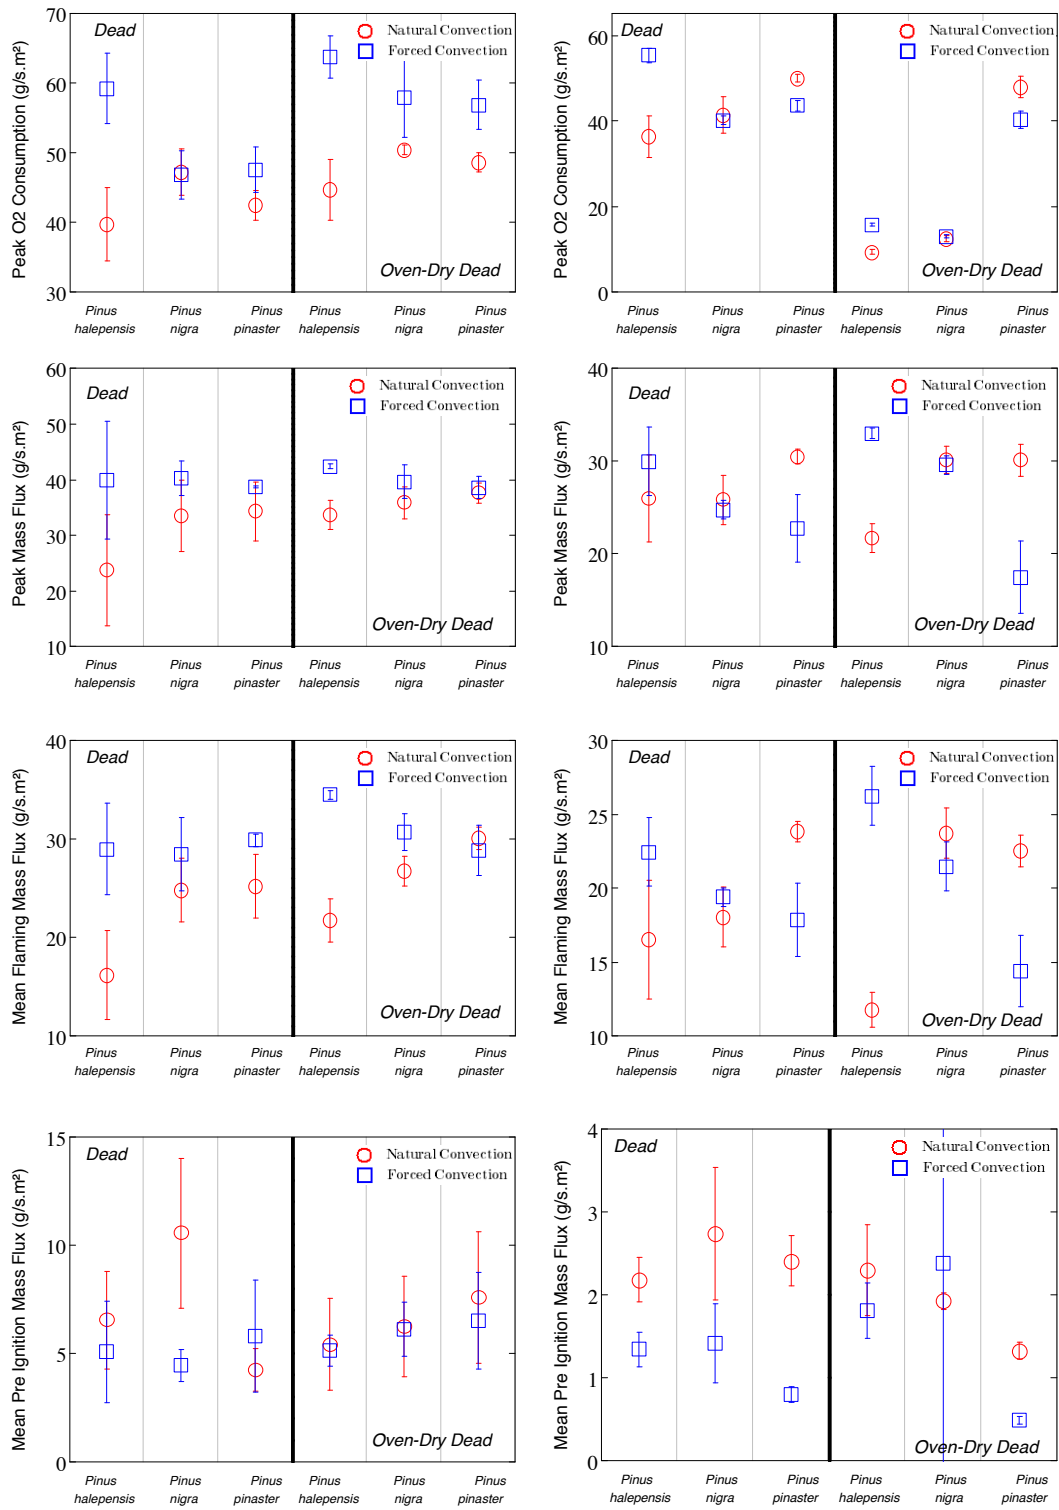 Peak O2 Consumption (g/s.m²)
70
60
50
40
30
Dead
Natural Convection
Forced Convection
Oven-Dry Dead
Pinus halepensis
Pinus nigra
Pinus pinaster
Pinus halepensis
Pinus nigra
Pinus pinaster
Peak O2 Consumption (g/s.m²)
60
40
20
0
Dead
Natural Convection
Forced Convection
Oven-Dry Dead
Pinus halepensis
Pinus nigra
Pinus pinaster
Pinus halepensis
Pinus nigra
Pinus pinaster
Peak Mass Flux (g/s.m²)
60
50
40
30
20
10
Dead
Natural Convection
Forced Convection
Oven-Dry Dead
Pinus halepensis
Pinus nigra
Pinus pinaster
Pinus halepensis
Pinus nigra
Pinus pinaster
Peak Mass Flux (g/s.m²)
40
30
20
10
Dead
Natural Convection
Forced Convection
Oven-Dry Dead
Pinus halepensis
Pinus nigra
Pinus pinaster
Pinus halepensis
Pinus nigra
Pinus pinaster
Mean Flaming Mass Flux (g/s.m²)
40
30
20
10
Dead
Natural Convection
Forced Convection
Oven-Dry Dead
Pinus halepensis
Pinus nigra
Pinus pinaster
Pinus halepensis
Pinus nigra
Pinus pinaster
Mean Flaming Mass Flux (g/s.m²)
30
25
20
15
10
Dead
Natural Convection
Forced Convection
Oven-Dry Dead
Pinus halepensis
Pinus nigra
Pinus pinaster
Pinus halepensis
Pinus nigra
Pinus pinaster
Mean Pre Ignition Mass Flux (g/s.m²)
15
10
5
0
Dead
Natural Convection
Forced Convection
Oven-Dry Dead
Pinus halepensis
Pinus nigra
Pinus pinaster
Pinus halepensis
Pinus nigra
Pinus pinaster
Mean Pre Ignition Mass Flux (g/s.m²)
4
3
2
1
0
Dead
Natural Convection
Forced Convection
Oven-Dry Dead
Pinus halepensis
Pinus nigra
Pinus pinaster
Pinus halepensis
Pinus nigra
Pinus pinaster